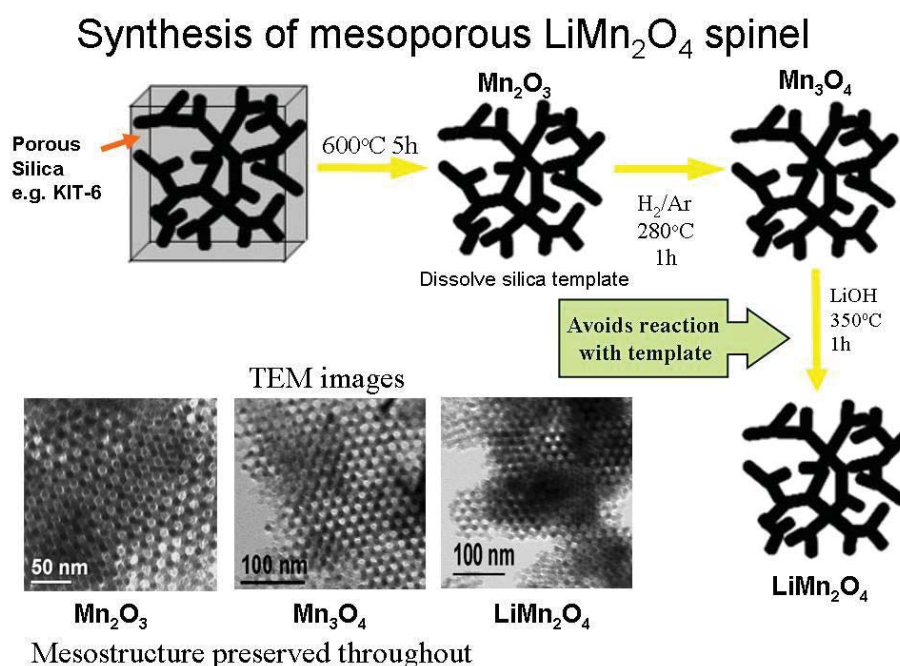 Synthesis of mesoporous LiMn₂O₄ spinel
Porous
Silica
e.g. KIT-6
600°C 5h
Mn₂O₃
Dissolve silica template
H₂/Ar
280°C
1h
Mn₃O₄
LiOH
350°C
1h
Avoids reaction
with template
LiMn₂O₄
TEM images
50 nm
100 nm
100 nm
Mn₂O₃
Mn₃O₄
LiMn₂O₄
Mesostructure preserved throughout